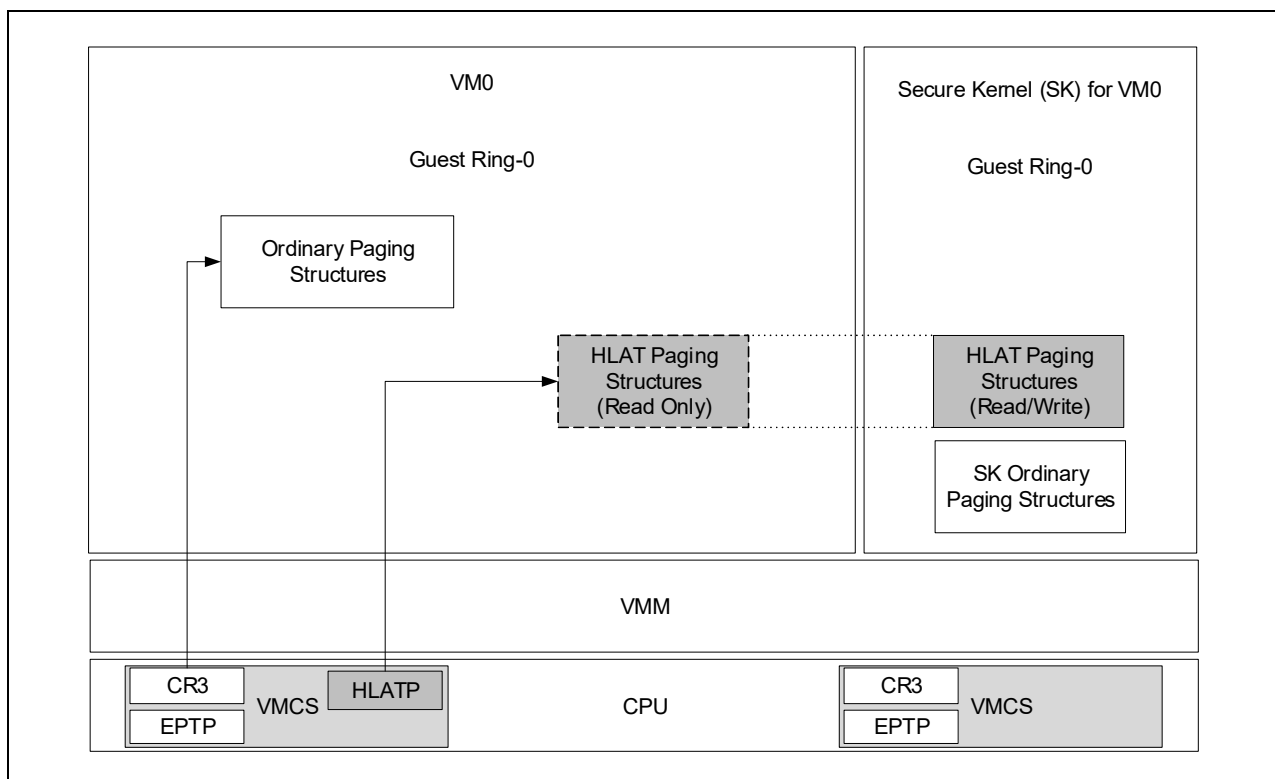 VM0
Guest Ring-0
Ordinary Paging
Structures
HLAT Paging
Structures
(Read Only)
Secure Kernel (SK) for VM0
Guest Ring-0
HLAT Paging
Structures
(Read/Write)
SK Ordinary
Paging Structures
VMM
CR3
EPTP
VMCS
HLATP
CPU
CR3
EPTP
VMCS